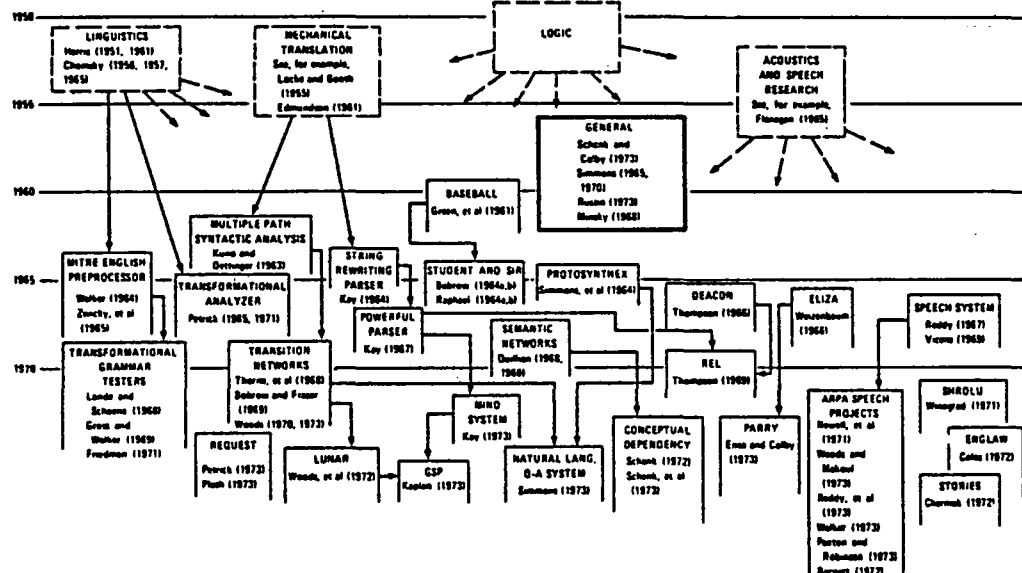 1950
LINGUISTICS
Harris (1951, 1961)
Chomsky (1956, 1957,
1965)
MECHANICAL
TRANSLATION
See, for example,
Locke and Booth
(1955)
Edmundson (1961)
LOGIC
ACOUSTICS
AND SPEECH
RESEARCH
See, for example,
Flanagan (1965)
1955
GENERAL
Schank and
Colby (1973)
Simmons (1965,
1970)
Rustin (1973)
Minsky (1968)
1960
BASEBALL
Green, et al (1961)
MULTIPLE PATH
SYNTACTIC ANALYSIS
Kuno and
Oettinger (1963)
MITRE ENGLISH
PREPROCESSOR
Walker (1964)
Zwicky, et al
(1965)
STRING
REWRITING
PARSER
Kay (1964)
STUDENT AND SIR
Bobrow (1964a,b)
Raphael (1964a,b)
PROTOSYNTHEX
Simmons, et al (1964)
1965
TRANSFORMATIONAL
ANALYZER
Petrick (1965, 1971)
DEACON
Thompson (1966)
ELIZA
Weizenbaum
(1966)
SPEECH SYSTEM
Reddy (1967)
Vicens (1969)
POWERFUL
PARSER
Kay (1967)
SEMANTIC
NETWORKS
Quillian (1968,
1969)
TRANSFORMATIONAL
GRAMMAR
TESTERS
Londe and
Schoene (1968)
Gross and
Walker (1969)
Friedman (1971)
TRANSITION
NETWORKS
Thorne, et al (1968)
Bobrow and Fraser
(1969)
Woods (1970, 1973)
REL
Thompson (1969)
1970
SHRDLU
Winograd (1971)
ARPA SPEECH
PROJECTS
Newell, et al
(1971)
Woods and
Makhoul
(1973)
Reddy, et al
(1973)
Walker (1973)
Paxton and
Robinson (1973)
MIND
SYSTEM
Kay (1973)
CONCEPTUAL
DEPENDENCY
Schank (1972)
Schank, et al
(1973)
PARRY
Enea and Colby
(1973)
ENGLAW
Coles (1972)
REQUEST
Petrick (1973)
Plath (1973)
LUNAR
Woods, et al (1972)
GSP
Kaplan (1973)
NATURAL LANG.
Q-A SYSTEM
Simmons (1973)
STORIES
Charniak (1972)